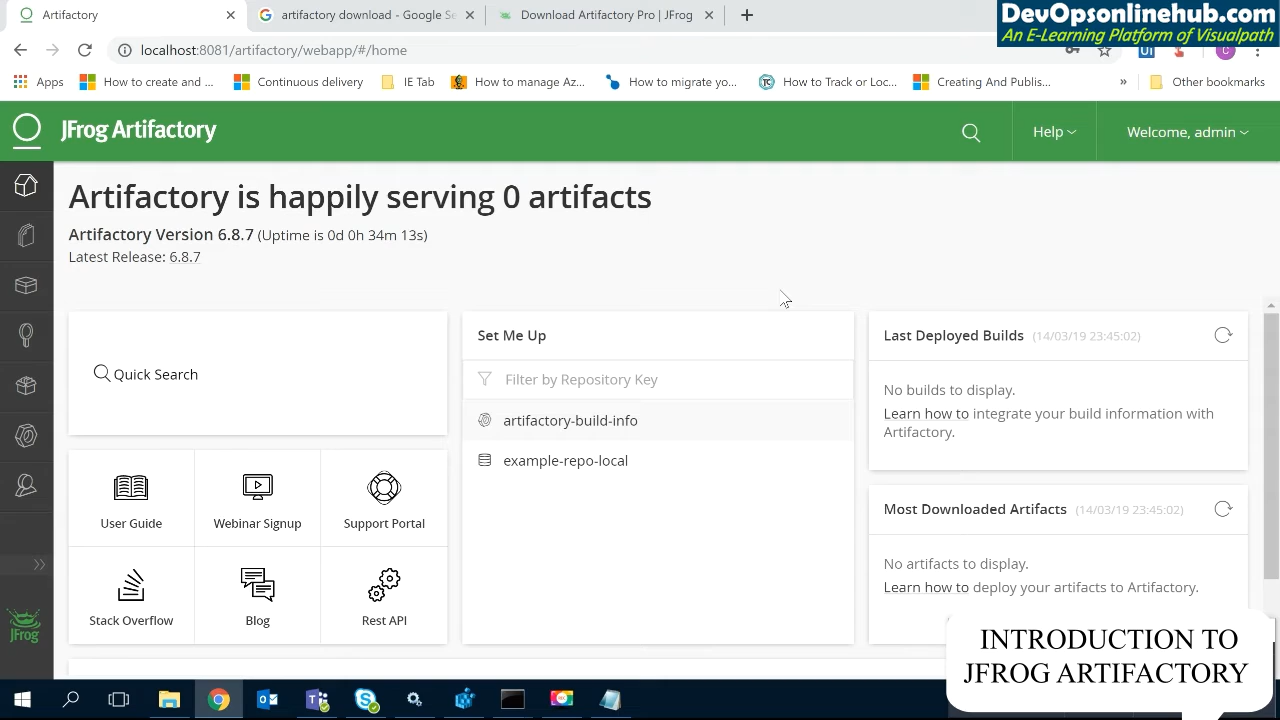 Artifactory
artifactory download - Google Se
Download Artifactory Pro | JFrog
DevOpsonlinehub.com
An E-Learning Platform of Visualpath
localhost:8081/artifactory/webapp/#/home
Apps
How to create and ...
Continuous delivery
IE Tab
How to manage Az...
How to migrate yo...
How to Track or Loc...
Creating And Publis...
»
Other bookmarks
JFrog Artifactory
Help
Welcome, admin
Artifactory is happily serving 0 artifacts
Artifactory Version 6.8.7 (Uptime is 0d 0h 34m 13s)
Latest Release: 6.8.7
Quick Search
Set Me Up
Filter by Repository Key
artifactory-build-info
example-repo-local
Last Deployed Builds (14/03/19 23:45:02)
No builds to display.
Learn how to integrate your build information with
Artifactory.
User Guide
Webinar Signup
Support Portal
Stack Overflow
Blog
Rest API
Most Downloaded Artifacts (14/03/19 23:45:02)
No artifacts to display.
Learn how to deploy your artifacts to Artifactory.
JFrog
INTRODUCTION TO
JFROG ARTIFACTORY